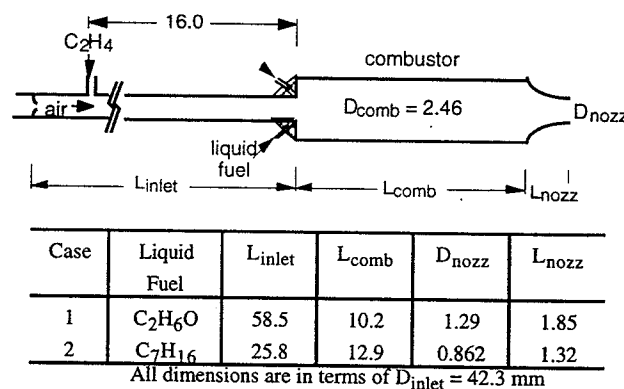 16.0
C2H4
combustor
air
Dcomb = 2.46
Dnozz
liquid
fuel
Linlet
Lcomb
Lnozz
Case Liquid Fuel Linlet Lcomb Dnozz Lnozz
1 C2H6O 58.5 10.2 1.29 1.85
2 C7H16 25.8 12.9 0.862 1.32
All dimensions are in terms of Dinlet = 42.3 mm